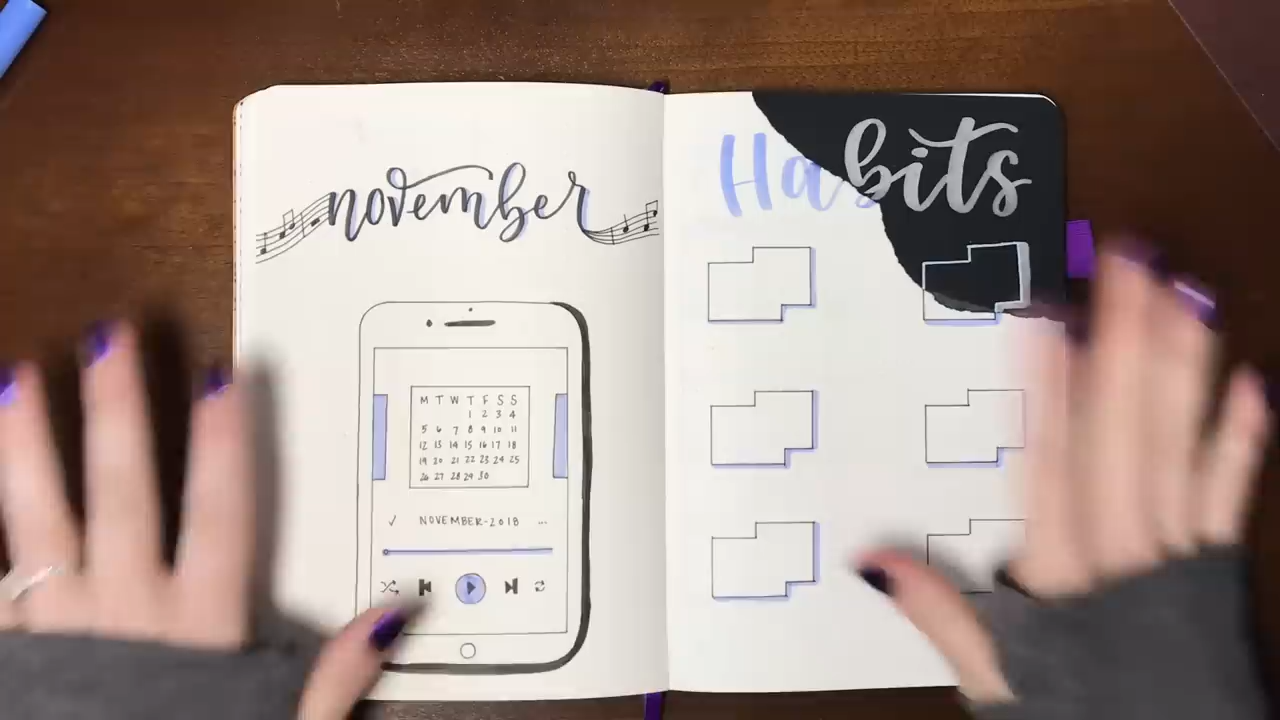 november
M T W T F S S
1 2 3 4
5 6 7 8 9 10 11
12 13 14 15 16 17 18
19 20 21 22 23 24 25
26 27 28 29 30
NOVEMBER-2018
Habits